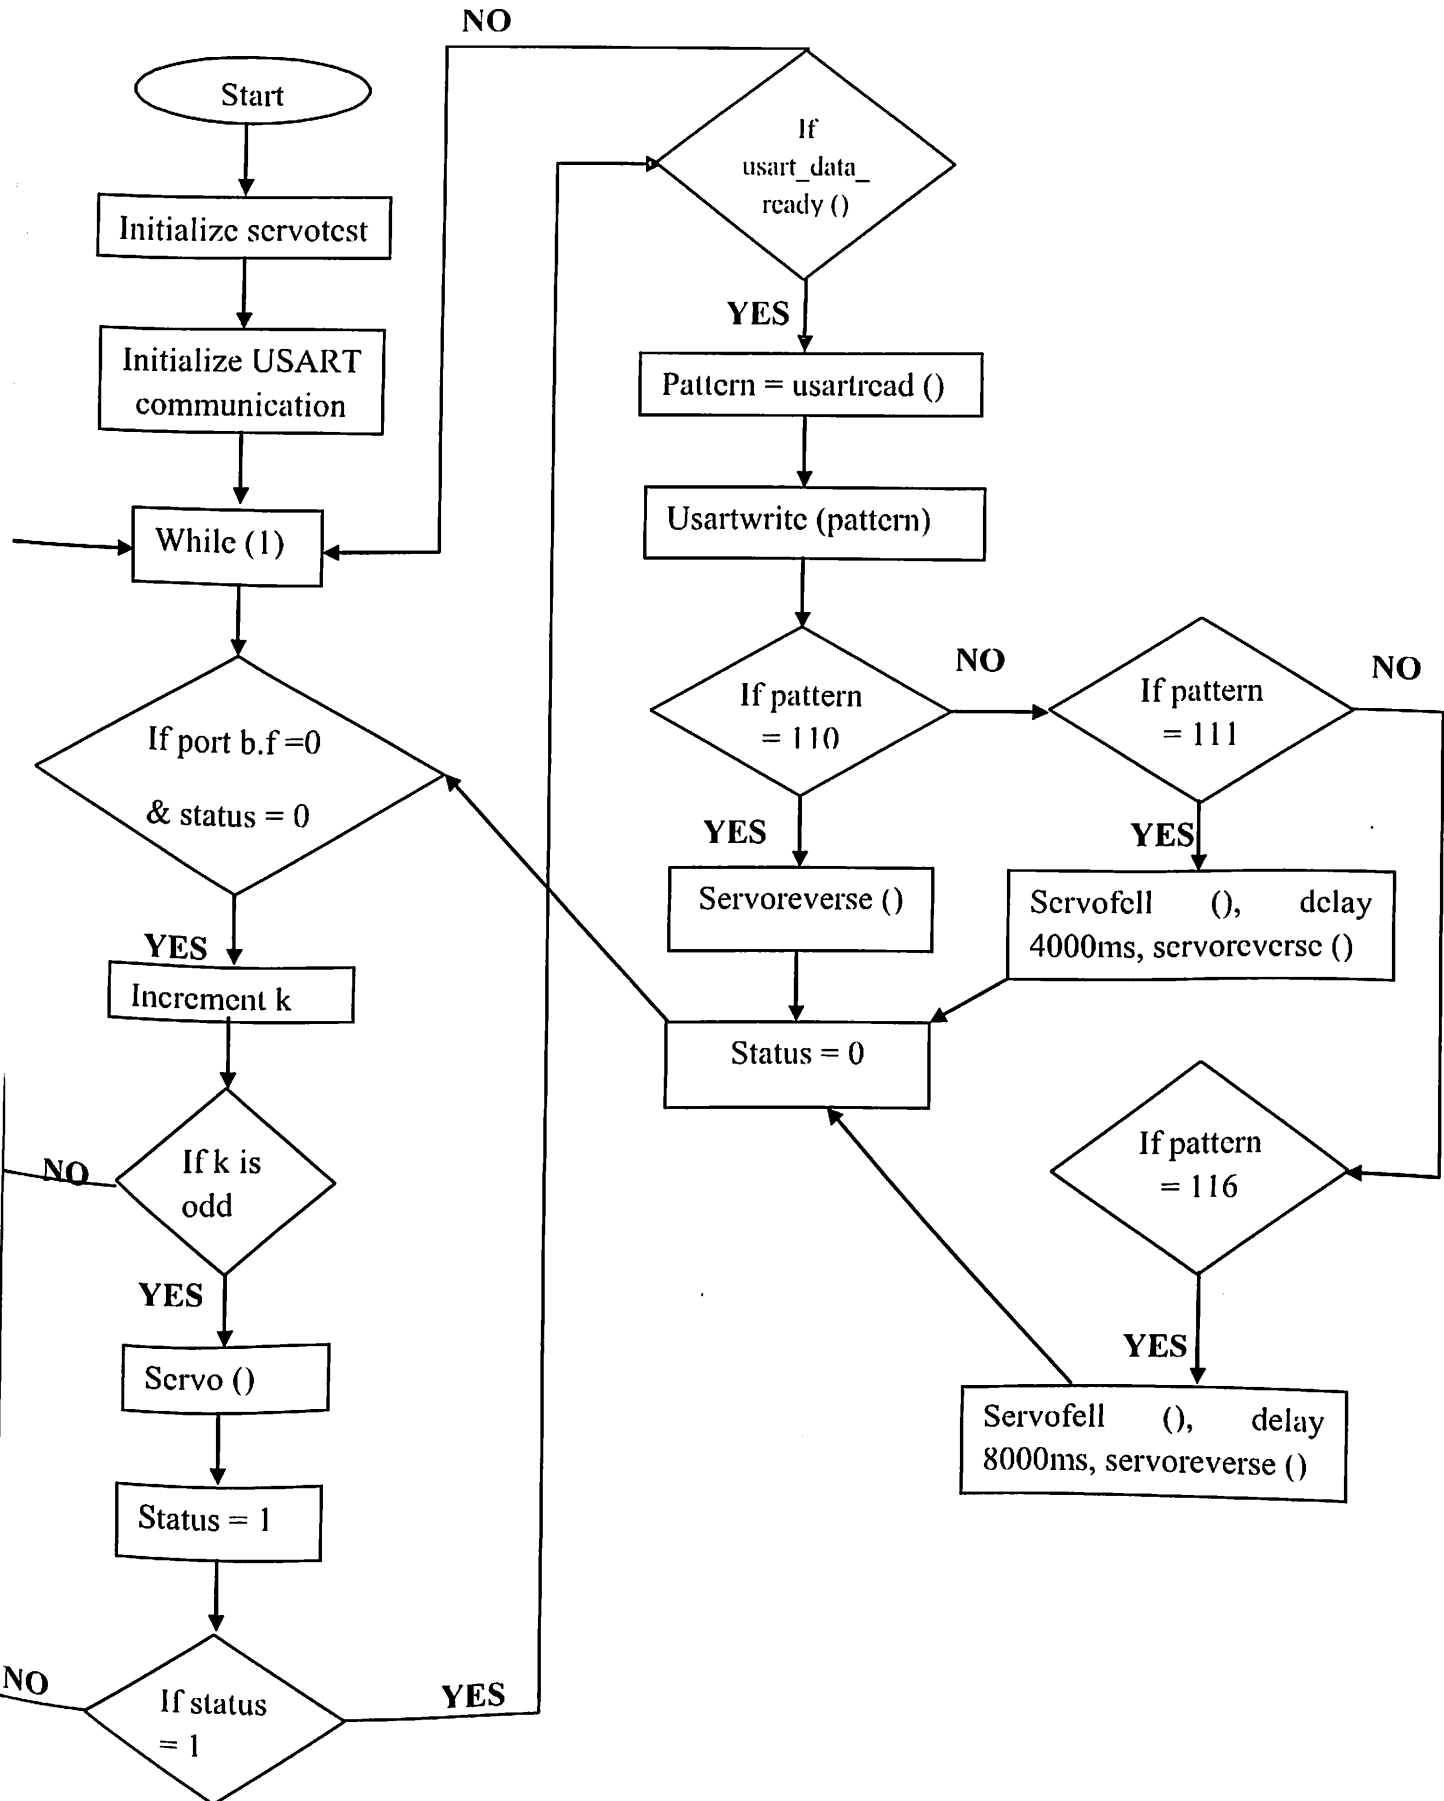 NO
Start
Initialize servotest
Initialize USART
communication
While (1)
If port b.f =0
& status = 0
YES
Increment k
NO
If k is
odd
YES
Servo ()
Status = 1
NO
If status
= 1
YES
If
usart_data_
ready ()
YES
Pattern = usartread ()
Usartwrite (pattern)
If pattern
= 110
NO
YES
Servoreverse ()
Status = 0
If pattern
= 111
NO
YES
Servofell (), delay
4000ms, servoreverse ()
If pattern
= 116
YES
Servofell (), delay
8000ms, servoreverse ()